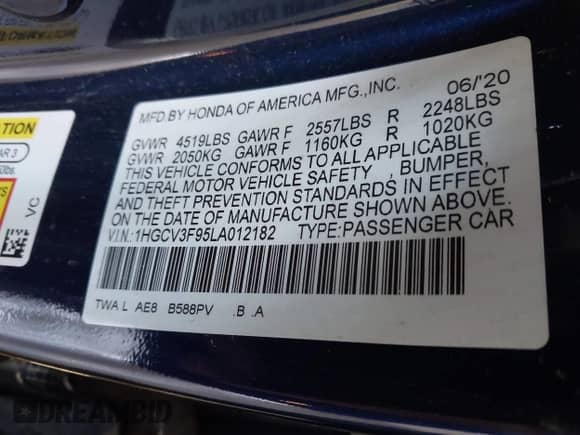 MFD.BY HONDA OF AMERICA MFG.,INC. 06/'20
GVWR 4519LBS GAWR F 2557LBS R 2248LBS
GVWR 2050KG GAWR F 1160KG R 1020KG
THIS VEHICLE CONFORMS TO ALL APPLICABLE
FEDERAL MOTOR VEHICLE SAFETY , BUMPER,
AND THEFT PREVENTION STANDARDS IN EFFECT
ON THE DATE OF MANUFACTURE SHOWN ABOVE.
V.I.N.:1HGCV3F95LA012182 TYPE:PASSENGER CAR
TWA L AE8 B588PV .B .A
VC
DREAMBID